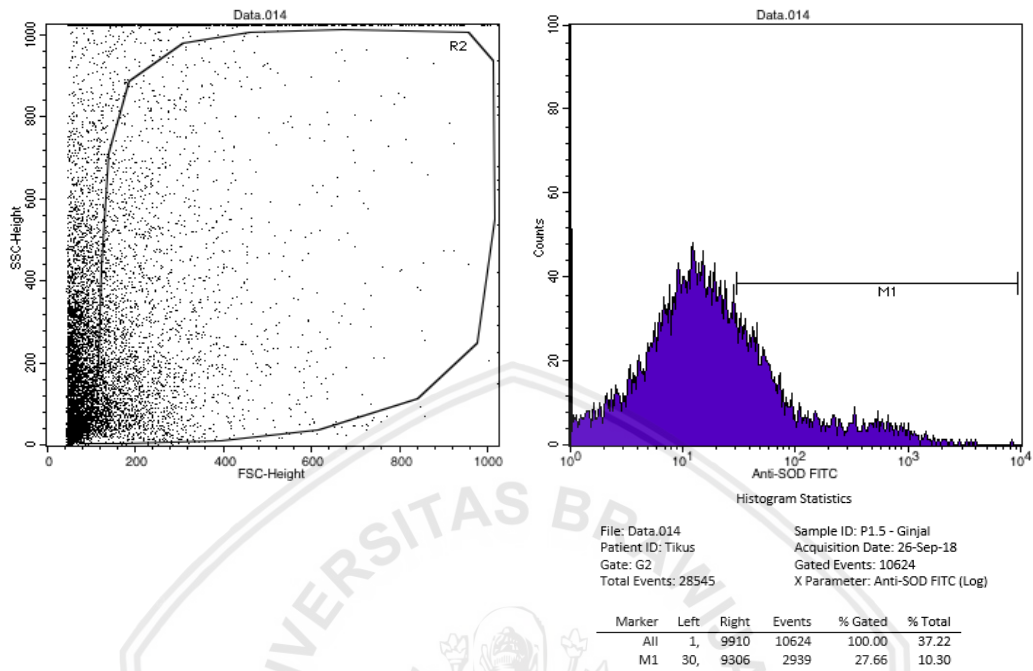 Data.014
R2
SSC-Height
0 200 400 600 800 1000
0 200 400 600 800 1000
FSC-Height
Data.014
M1
Counts
0 20 40 60 80 100
10^0 10^1 10^2 10^3 10^4
Anti-SOD FITC
Histogram Statistics
File: Data.014 Sample ID: P1.5 - Ginjal
Patient ID: Tikus Acquisition Date: 26-Sep-18
Gate: G2 Gated Events: 10624
Total Events: 28545 X Parameter: Anti-SOD FITC (Log)
Marker Left Right Events % Gated % Total
All 1, 9910 10624 100.00 37.22
M1 30, 9306 2939 27.66 10.30
VERSITAS BRAWIJ